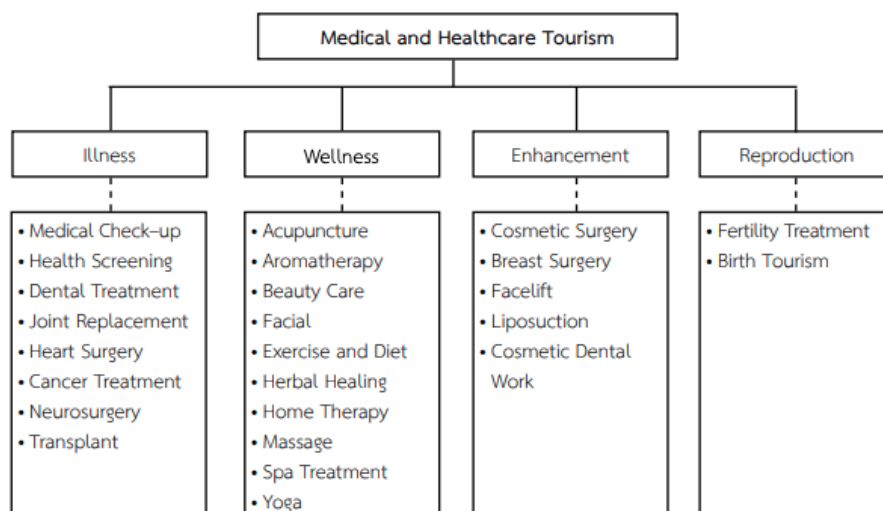 Medical and Healthcare Tourism
Illness
Wellness
Enhancement
Reproduction
• Medical Check–up
• Health Screening
• Dental Treatment
• Joint Replacement
• Heart Surgery
• Cancer Treatment
• Neurosurgery
• Transplant
• Acupuncture
• Aromatherapy
• Beauty Care
• Facial
• Exercise and Diet
• Herbal Healing
• Home Therapy
• Massage
• Spa Treatment
• Yoga
• Cosmetic Surgery
• Breast Surgery
• Facelift
• Liposuction
• Cosmetic Dental
Work
• Fertility Treatment
• Birth Tourism